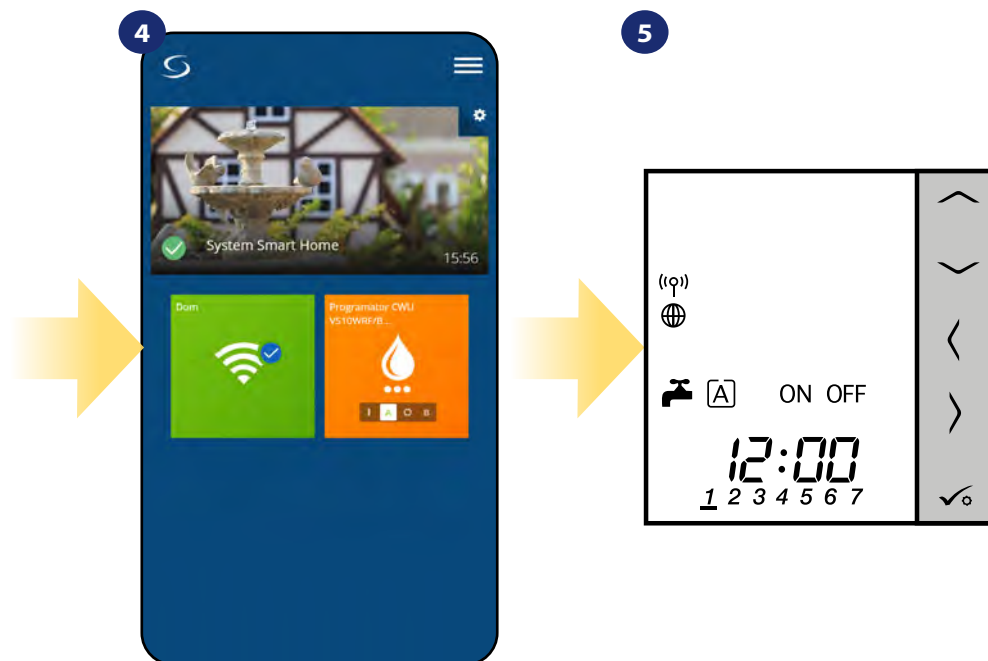 4
System Smart Home
15:56
Dom
Programator CWU
VS10WRF/B...
I A O B
5
A ON OFF
12:00
1 2 3 4 5 6 7